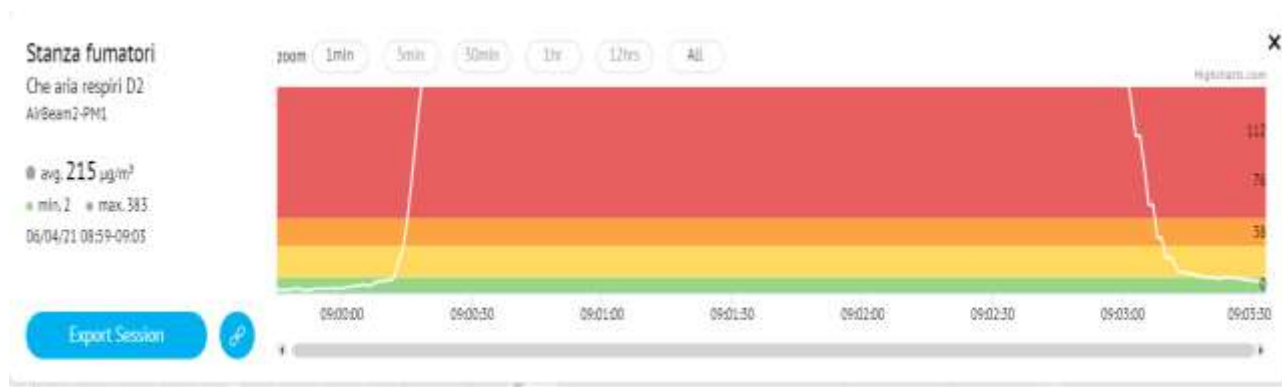 Stanza fumatori
Che aria respiri D2
AirBeam2-PM1
avg. 215 µg/m³
min. 2 max. 383
06/04/21 08:59-09:03
Export Session
zoom 1min 5min 30min 1hr 12hrs All
×
Highcharts.com
112
76
38
0
09:00:00 09:00:30 09:01:00 09:01:30 09:02:00 09:02:30 09:03:00 09:03:30